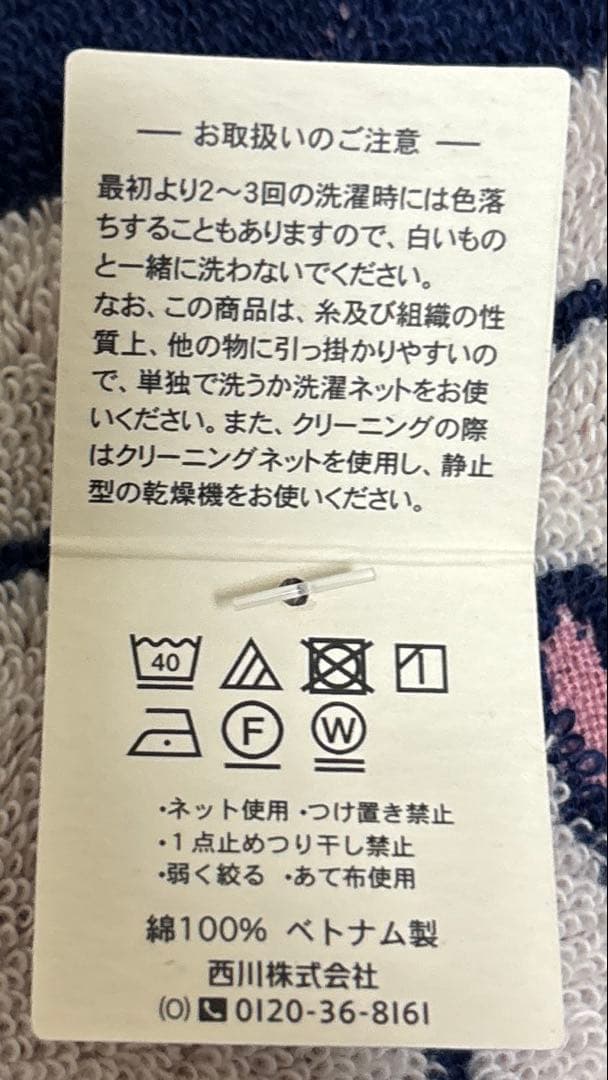 お取扱いのご注意
最初より2〜3回の洗濯時には色落
ちすることもありますので、白いもの
と一緒に洗わないでください。
なお、この商品は、糸及び組織の性
質上、他の物に引っ掛かりやすいの
で、単独で洗うか洗濯ネットをお使
いください。また、クリーニングの際
はクリーニングネットを使用し、静止
型の乾燥機をお使いください。
40
F W
・ネット使用 ・つけ置き禁止
・1点止めつり干し禁止
・弱く絞る ・あて布使用
綿100% ベトナム製
西川株式会社
(O) 0120-36-8161